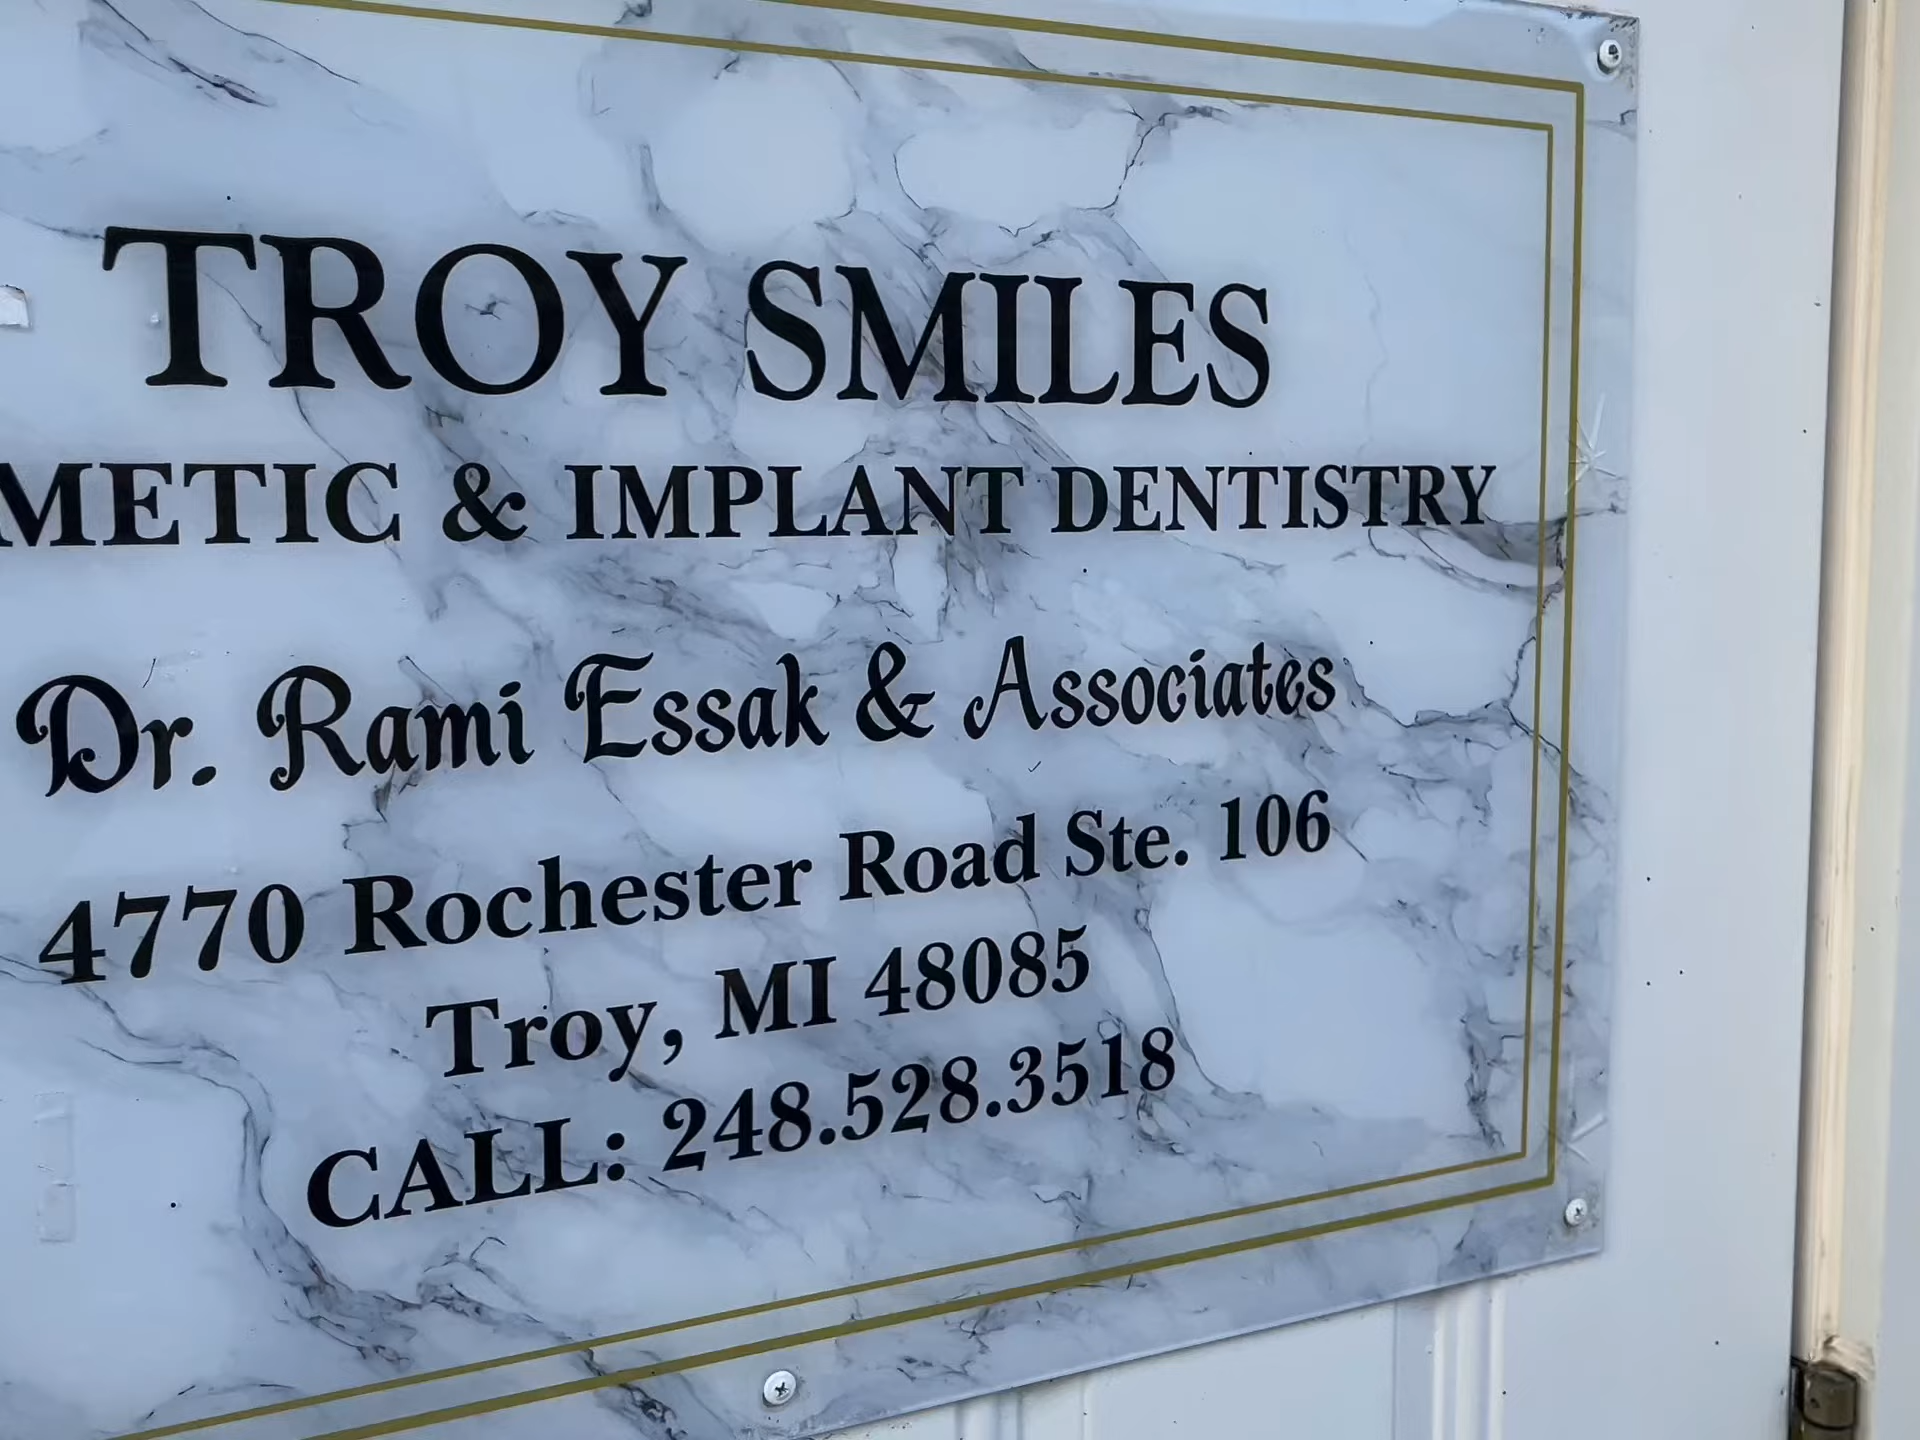 TROY SMILES
METIC & IMPLANT DENTISTRY
Dr. Rami Essak & Associates
4770 Rochester Road Ste. 106
Troy, MI 48085
CALL: 248.528.3518